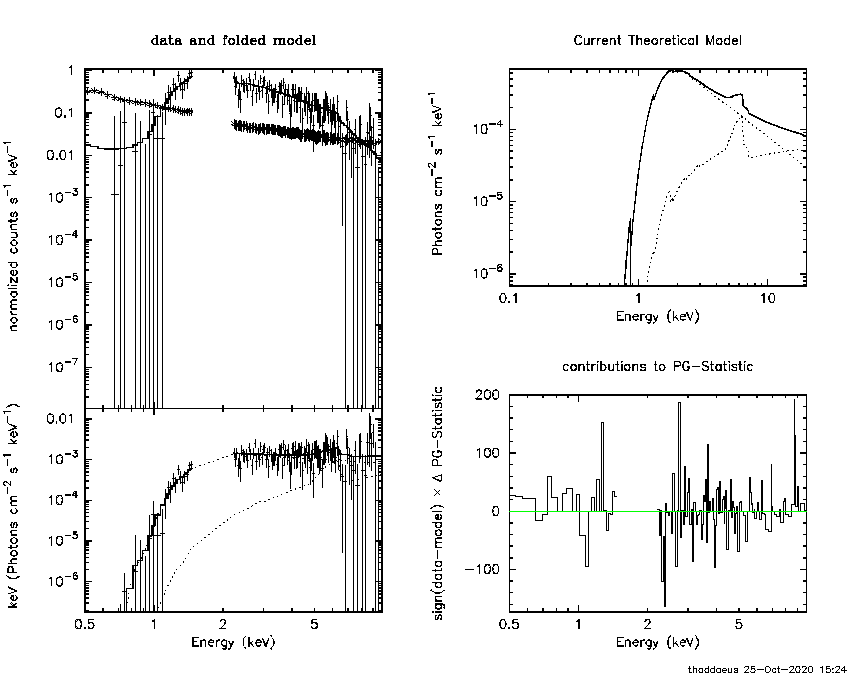 data and folded model
normalized counts s⁻¹ keV⁻¹
1
0.1
0.01
10⁻³
10⁻⁴
10⁻⁵
10⁻⁶
10⁻⁷
keV (Photons cm⁻² s⁻¹ keV⁻¹)
0.01
10⁻³
10⁻⁴
10⁻⁵
10⁻⁶
0.5 1 2 5
Energy (keV)
Current Theoretical Model
Photons cm⁻² s⁻¹ keV⁻¹
10⁻⁴
10⁻⁵
10⁻⁶
0.1 1 10
Energy (keV)
contributions to PG−Statistic
sign(data−model) × Δ PG−Statistic
200
100
0
−100
0.5 1 2 5
Energy (keV)
thaddaeus 25−Oct−2020 15:24